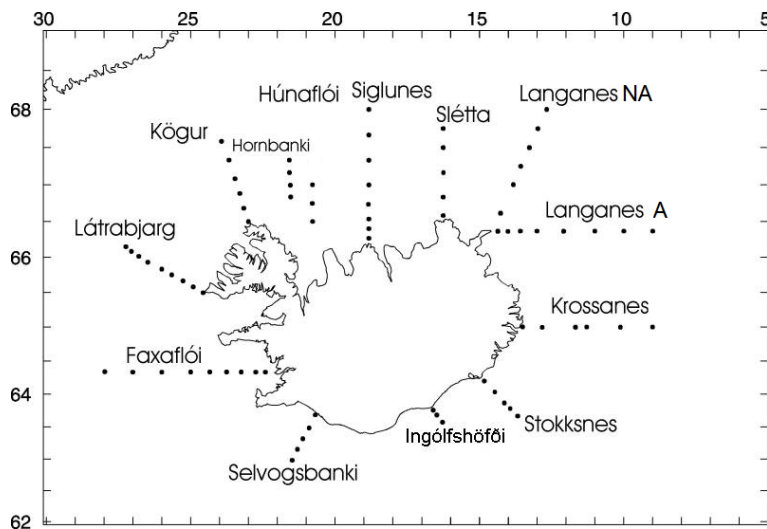 30 25 20 15 10 5
68
66
64
62
Húnaflói
Siglunes
Langanes NA
Slétta
Kögur
Hornbanki
Langanes A
Látrabjarg
Krossanes
Faxaflói
Stokksnes
Ingólfshöfði
Selvogsbanki